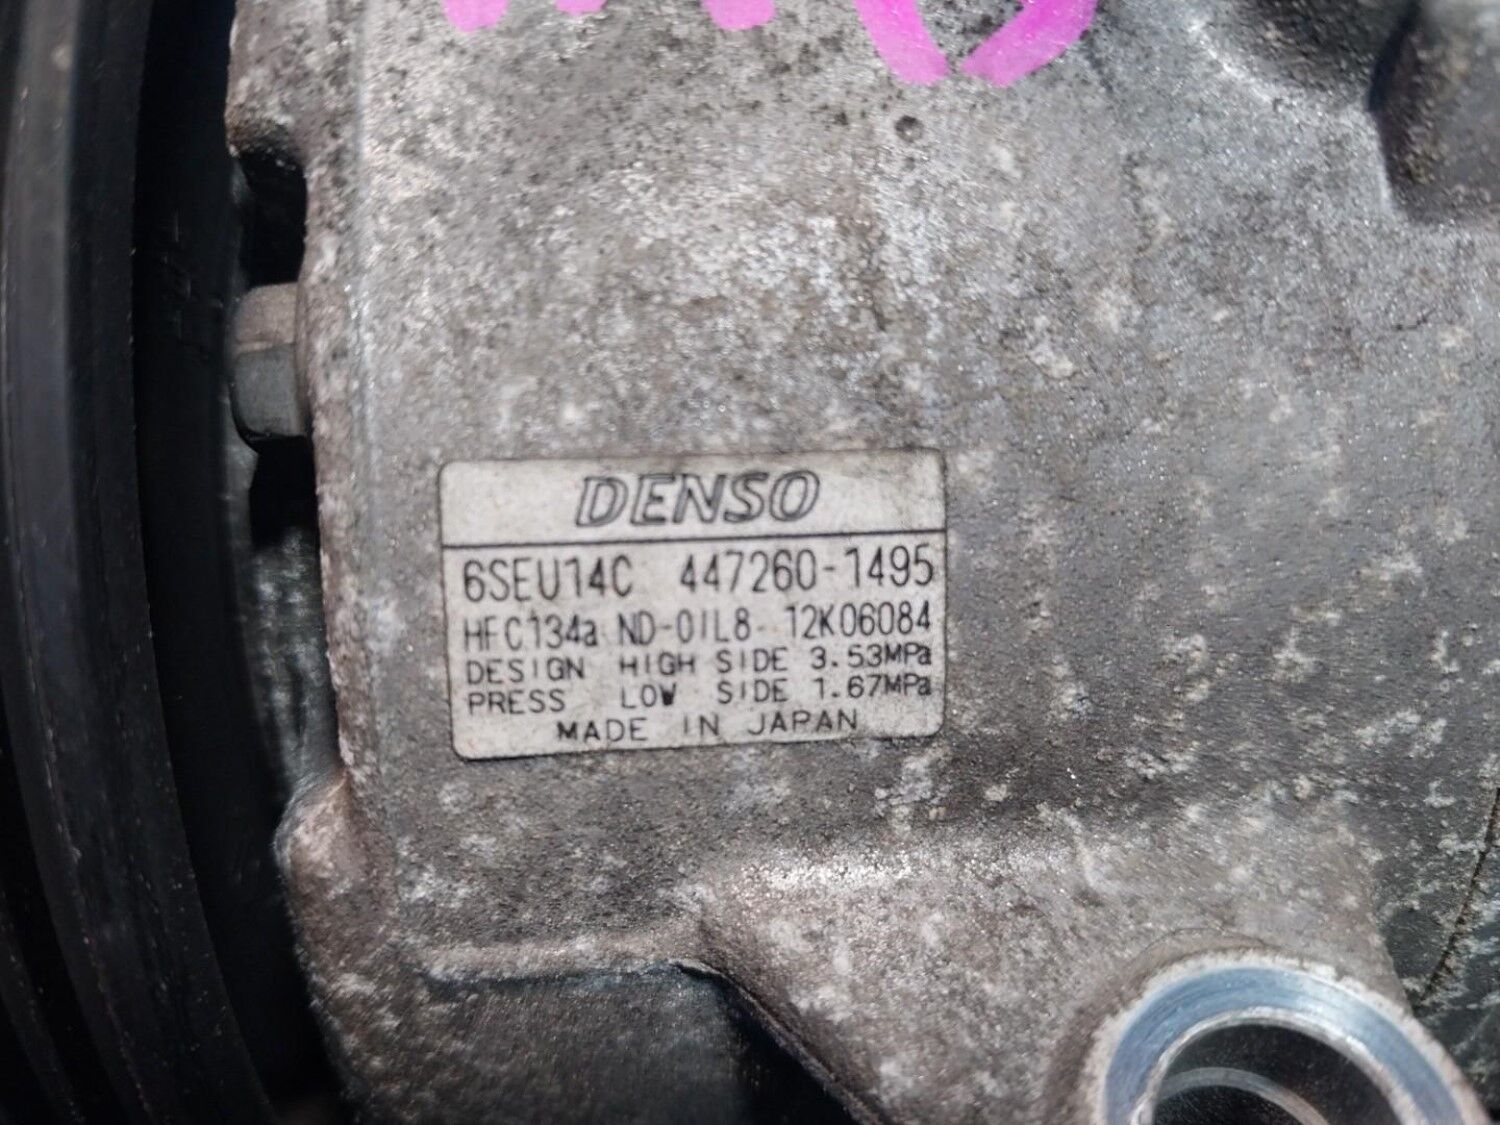 DENSO
6SEU14C 447260-1495
HFC134a ND-OIL8 12K06084
DESIGN HIGH SIDE 3.53MPa
PRESS LOW SIDE 1.67MPa
MADE IN JAPAN